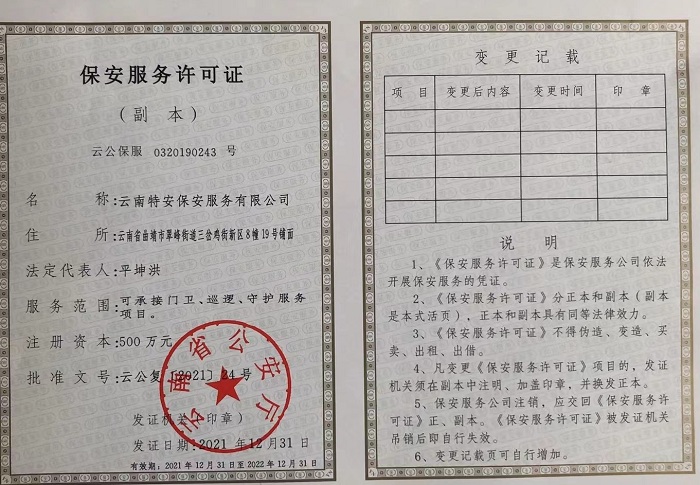 保安服务许可证
（副 本）
云公保服 0320190243 号
名 称:云南特安保安服务有限公司
住 所:云南省曲靖市翠峰街道三岔鸡街新区8幢19号铺面
法定代表人:平坤洪
服务范围:可承接门卫、巡逻、守护服务
项目。
注册资本:500万元
批准文号:云公复〔2021〕34号
云南省公安厅
发证机关（印章）
发证日期:2021年12月31日
有效期:2021年12月31日至2022年12月31日
变更记载
项 目 变更后内容 变更时间 印 章
说 明
1、《保安服务许可证》是保安服务公司依法
开展保安服务的凭证。
2、《保安服务许可证》分正本和副本（副本
是本式活页），正本和副本具有同等法律效力。
3、《保安服务许可证》不得伪造、变造、买
卖、出租、出借。
4、凡变更《保安服务许可证》项目的，发证
机关须在副本中注明、加盖印章，并换发正本。
5、保安服务公司注销，应交回《保安服务许
可证》正、副本。《保安服务许可证》被发证机关
吊销后即自行失效。
6、变更记载页可自行增加。